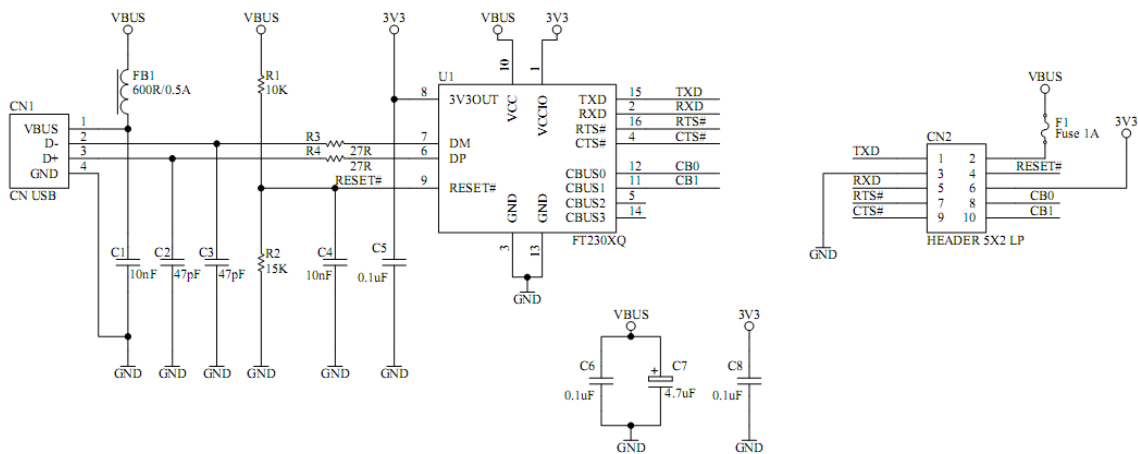 VBUS
VBUS
3V3
VBUS
3V3
FB1
600R/0.5A
R1
10K
U1
10
1
VCC
VCCIO
8
3V3OUT
TXD
15
TXD
RXD
2
RXD
RTS#
16
RTS#
CTS#
4
CTS#
CN1
VBUS
1
D-
2
D+
3
GND
4
CN USB
R3
27R
7
DM
R4
27R
6
DP
RESET#
9
RESET#
CBUS0
12
CB0
CBUS1
11
CB1
CBUS2
5
CBUS3
14
GND
GND
3
13
FT230XQ
GND
C1
10nF
C2
47pF
C3
47pF
R2
15K
C4
10nF
C5
0.1uF
GND
GND
GND
GND
GND
GND
VBUS
F1
Fuse 1A
3V3
CN2
TXD
1
2
3
4
RESET#
RXD
5
6
RTS#
7
8
CB0
CTS#
9
10
CB1
HEADER 5X2 LP
GND
VBUS
3V3
C6
0.1uF
+
C7
4.7uF
C8
0.1uF
GND
GND